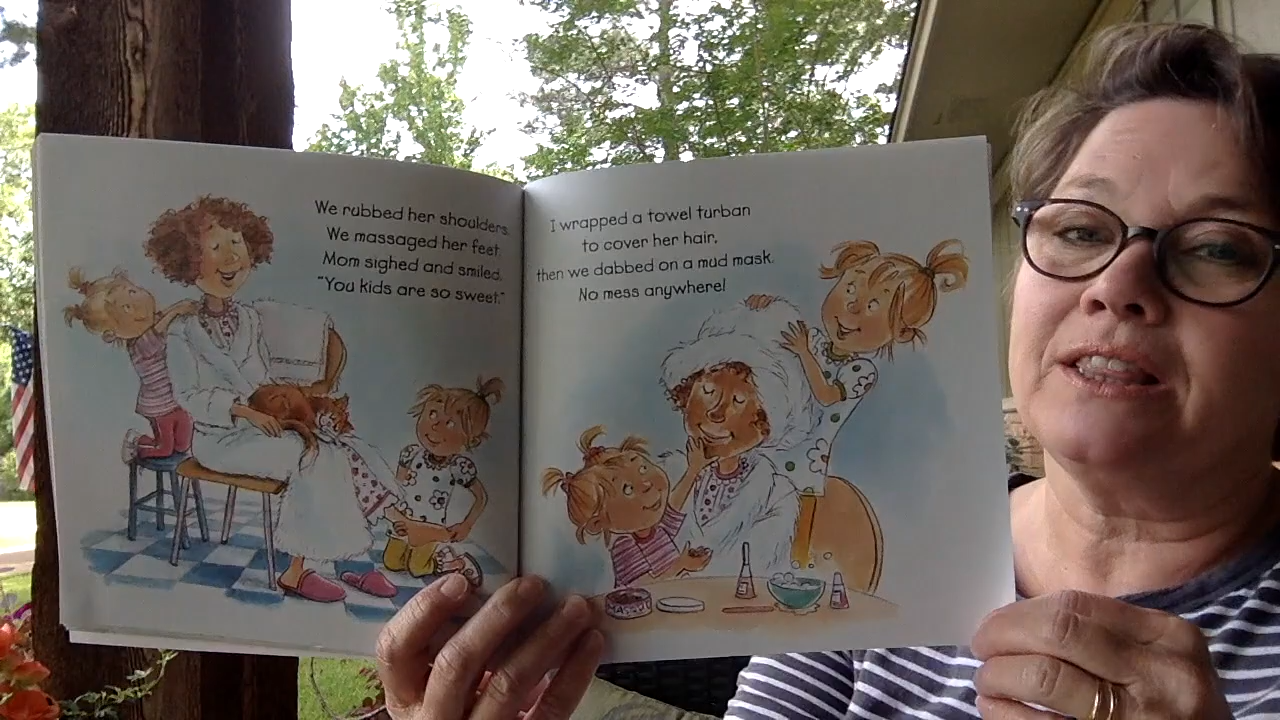 We rubbed her shoulders.
We massaged her feet.
Mom sighed and smiled.
"You kids are so sweet."
I wrapped a towel turban
to cover her hair,
then we dabbed on a mud mask.
No mess anywhere!